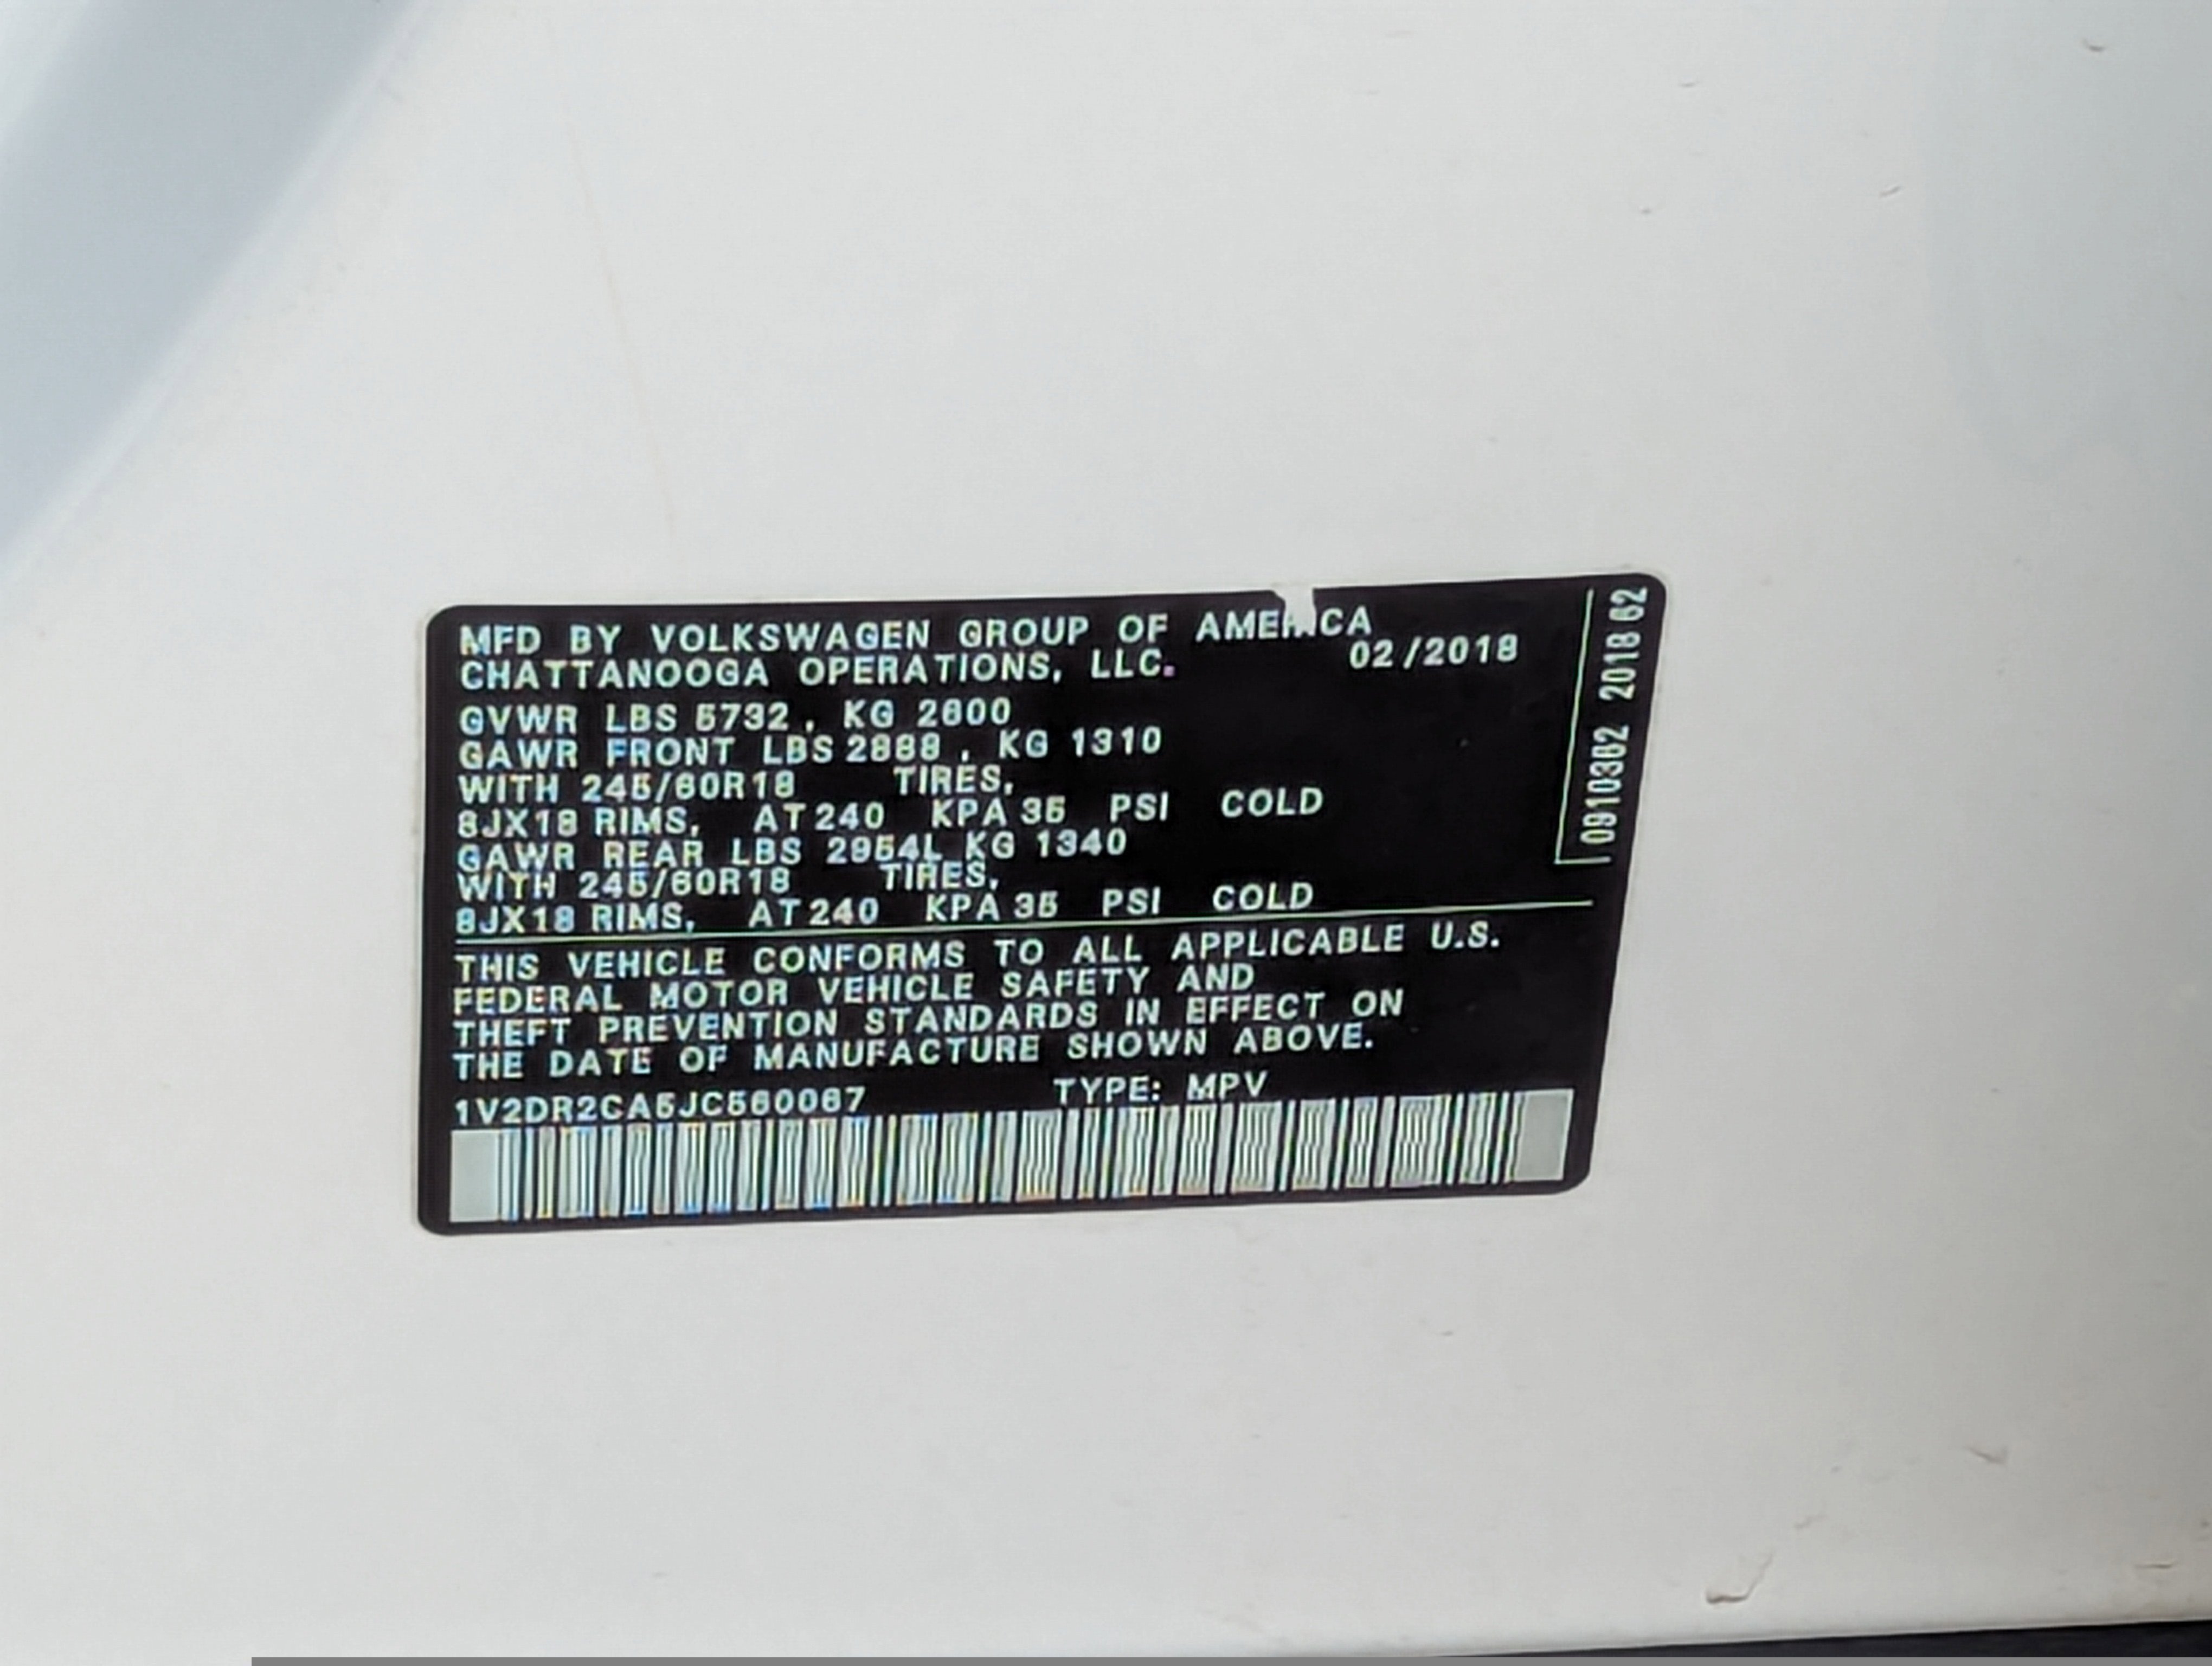 MFD BY VOLKSWAGEN GROUP OF AMERICA
CHATTANOOGA OPERATIONS, LLC. 02/2018
GVWR LBS 5732, KG 2600
GAWR FRONT LBS 2888, KG 1310
WITH 245/60R18 TIRES,
8JX18 RIMS, AT 240 KPA 35 PSI COLD
GAWR REAR LBS 2954L KG 1340
WITH 245/60R18 TIRES,
8JX18 RIMS, AT 240 KPA 35 PSI COLD
THIS VEHICLE CONFORMS TO ALL APPLICABLE U.S.
FEDERAL MOTOR VEHICLE SAFETY AND
THEFT PREVENTION STANDARDS IN EFFECT ON
THE DATE OF MANUFACTURE SHOWN ABOVE.
1V2DR2CA5JC560067 TYPE: MPV
0910362 2018 62